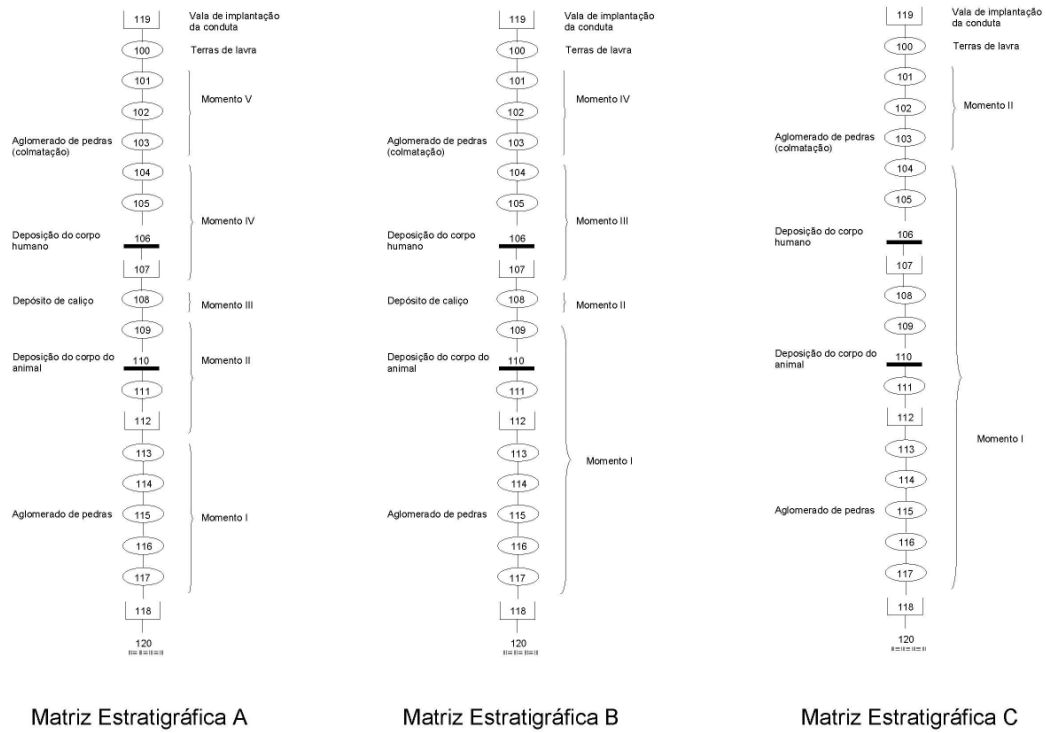 119
Vala de implantação
da conduta
100
Terras de lavra
101
102
Momento V
Aglomerado de pedras
(colmatação)
103
104
105
Momento IV
Deposição do corpo
humano
106
107
Depósito de caliço
108
Momento III
109
Deposição do corpo do
animal
110
Momento II
111
112
113
114
Aglomerado de pedras
115
Momento I
116
117
118
120
Matriz Estratigráfica A
119
Vala de implantação
da conduta
100
Terras de lavra
101
Momento IV
102
Aglomerado de pedras
(colmatação)
103
104
105
Momento III
Deposição do corpo
humano
106
107
Depósito de caliço
108
Momento II
109
Deposição do corpo do
animal
110
111
112
113
Momento I
114
Aglomerado de pedras
115
116
117
118
120
Matriz Estratigráfica B
119
Vala de implantação
da conduta
100
Terras de lavra
101
Momento II
102
Aglomerado de pedras
(colmatação)
103
104
105
Deposição do corpo
humano
106
107
108
109
Deposição do corpo do
animal
110
111
112
Momento I
113
114
Aglomerado de pedras
115
116
117
118
120
Matriz Estratigráfica C